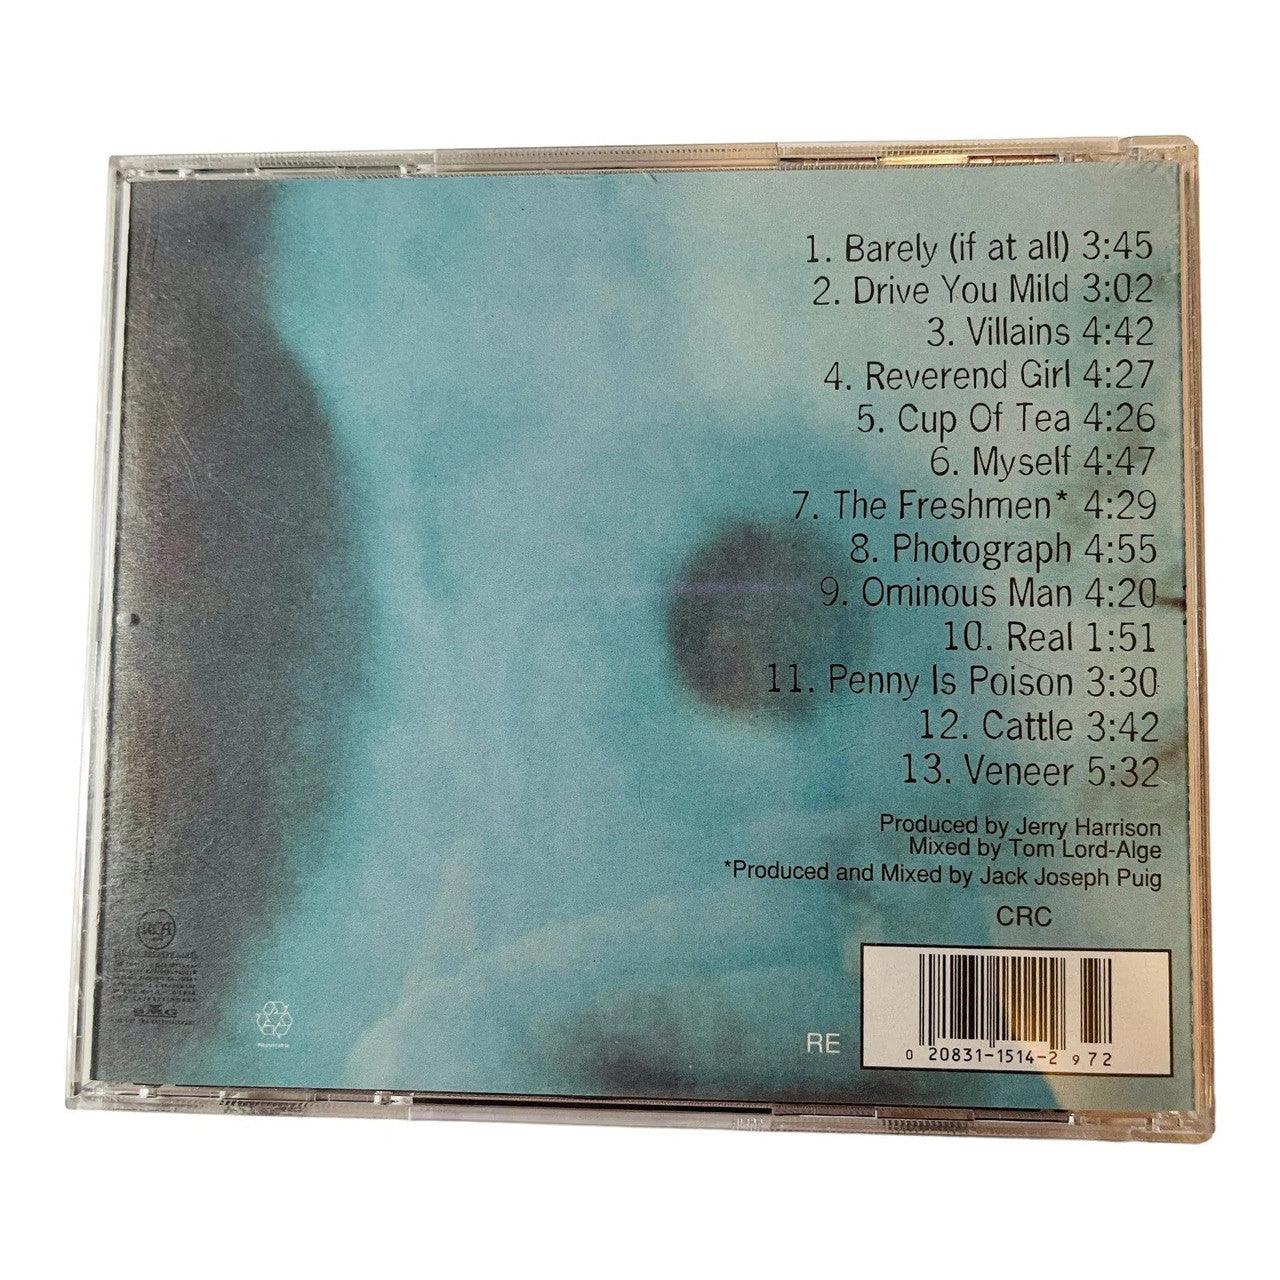 1. Barely (if at all) 3:45
2. Drive You Mild 3:02
3. Villains 4:42
4. Reverend Girl 4:27
5. Cup Of Tea 4:26
6. Myself 4:47
7. The Freshmen* 4:29
8. Photograph 4:55
9. Ominous Man 4:20
10. Real 1:51
11. Penny Is Poison 3:30
12. Cattle 3:42
13. Veneer 5:32
Produced by Jerry Harrison
Mixed by Tom Lord-Alge
*Produced and Mixed by Jack Joseph Puig
CRC
RCA
BMG
RE
0 20831-1514-2 9 72